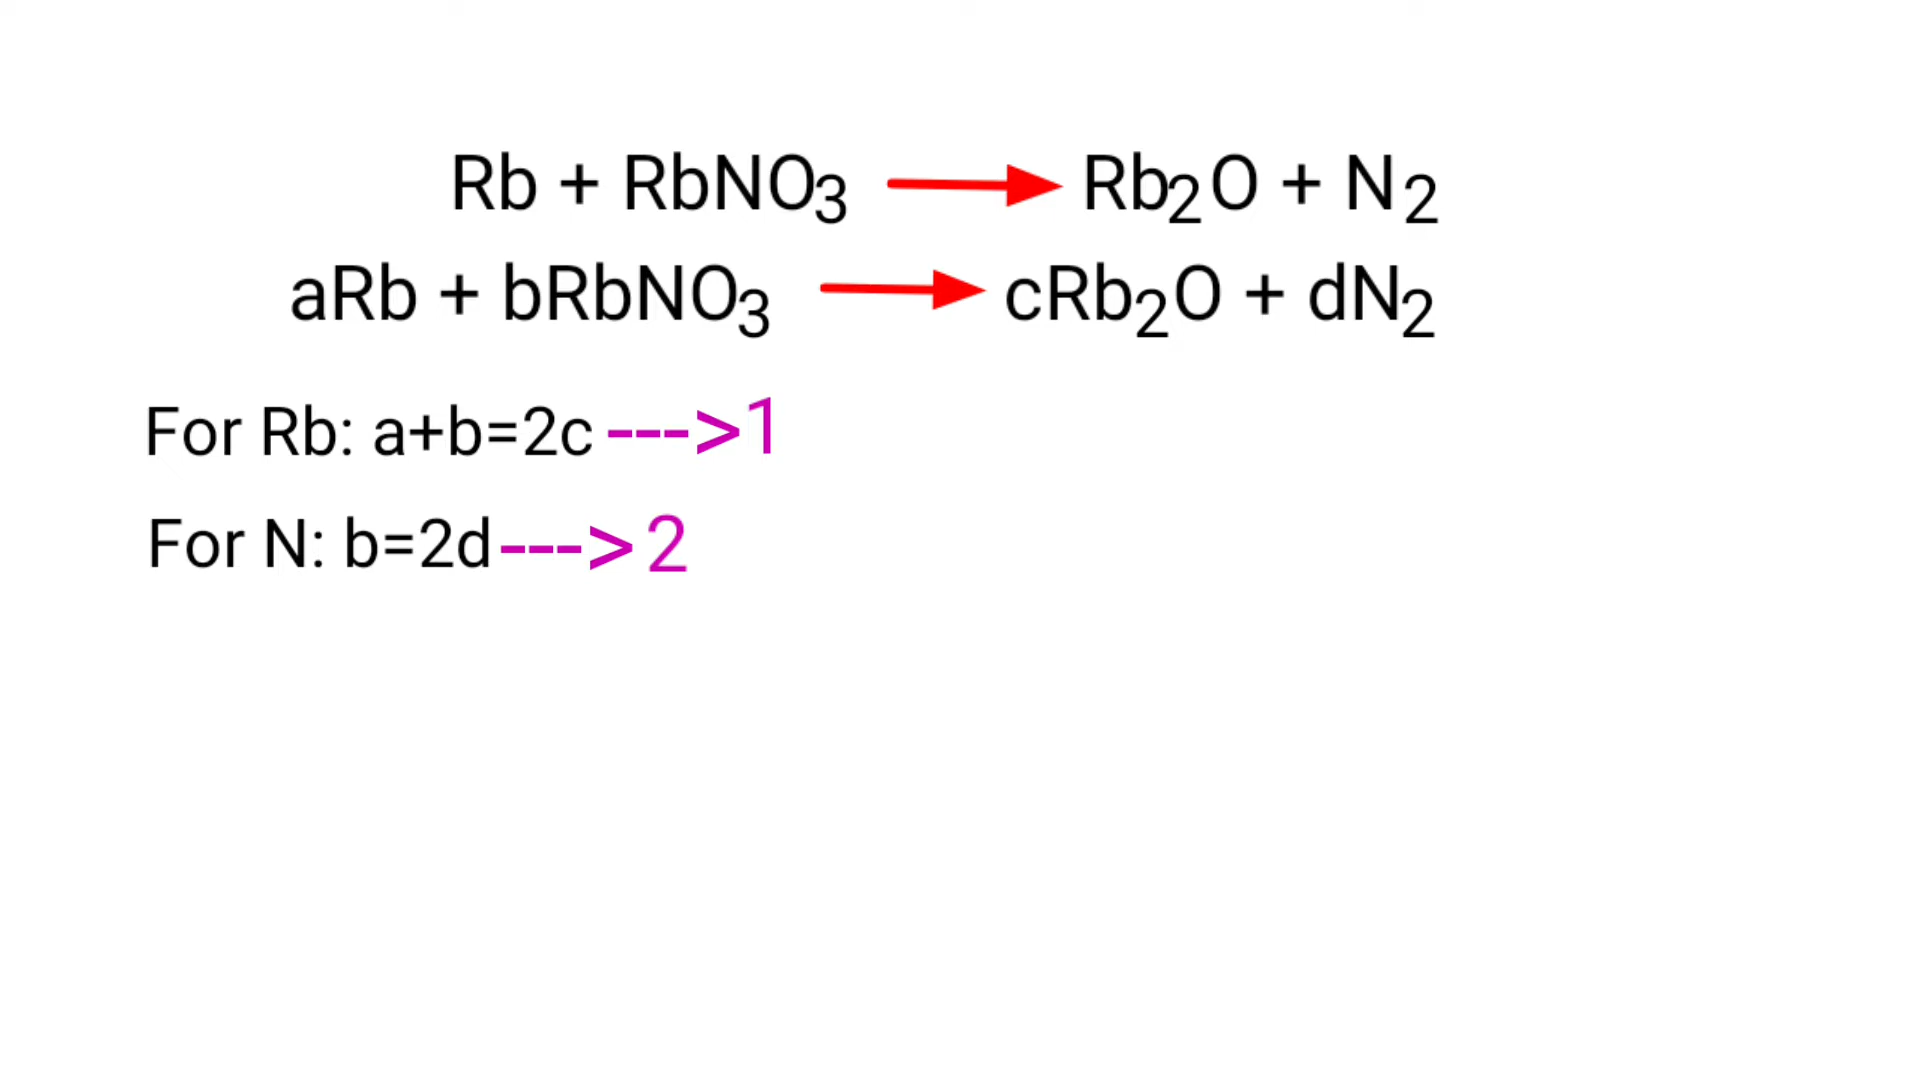 Rb + RbNO3 → Rb2O + N2
aRb + bRbNO3 → cRb2O + dN2
For Rb: a+b=2c --->1
For N: b=2d---> 2